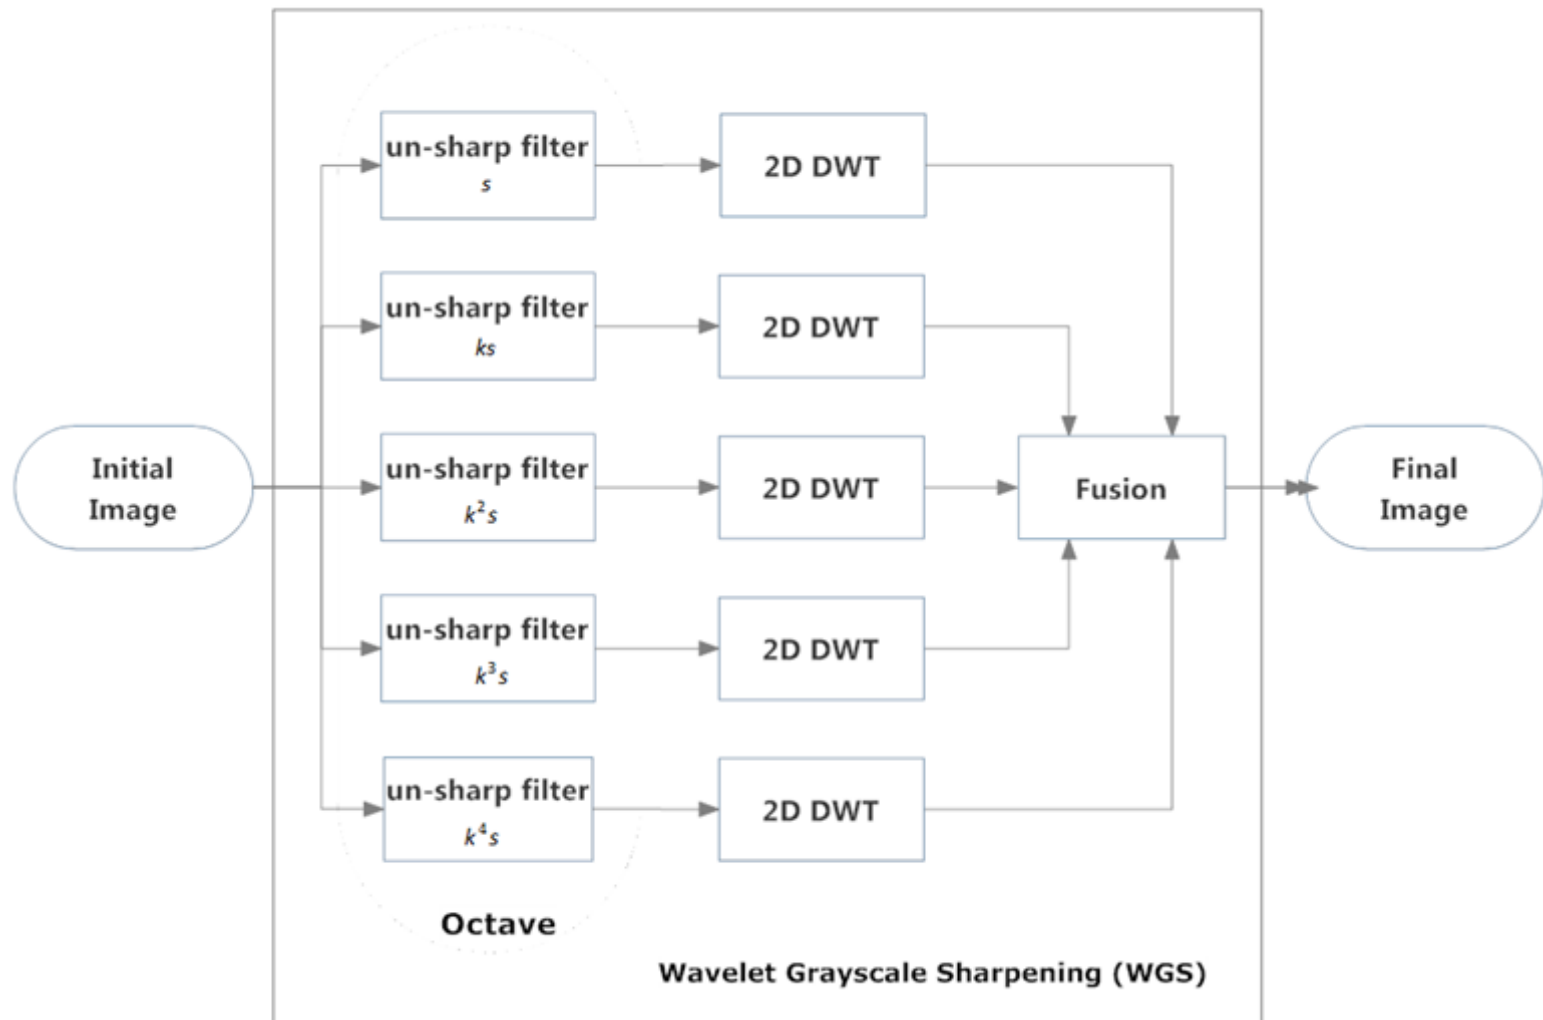 un-sharp filter
s
2D DWT
un-sharp filter
ks
2D DWT
Initial
Image
un-sharp filter
k²s
2D DWT
Fusion
Final
Image
un-sharp filter
k³s
2D DWT
un-sharp filter
k⁴s
2D DWT
Octave
Wavelet Grayscale Sharpening (WGS)